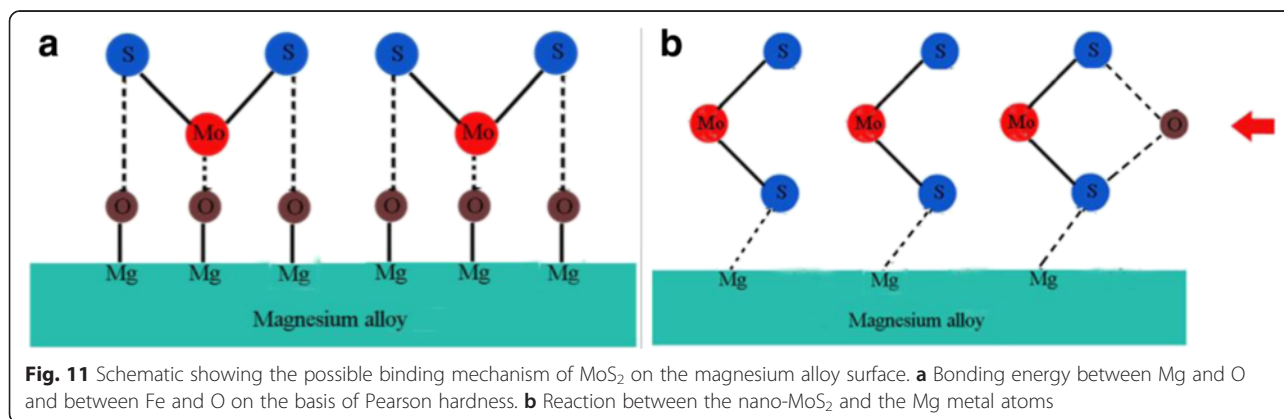 a
S S S S
Mo Mo
O O O O O O
Mg Mg Mg Mg Mg Mg
Magnesium alloy
b
S S S
Mo Mo Mo O
S S S
Mg Mg Mg
Magnesium alloy
Fig. 11 Schematic showing the possible binding mechanism of MoS₂ on the magnesium alloy surface. a Bonding energy between Mg and O
and between Fe and O on the basis of Pearson hardness. b Reaction between the nano-MoS₂ and the Mg metal atoms